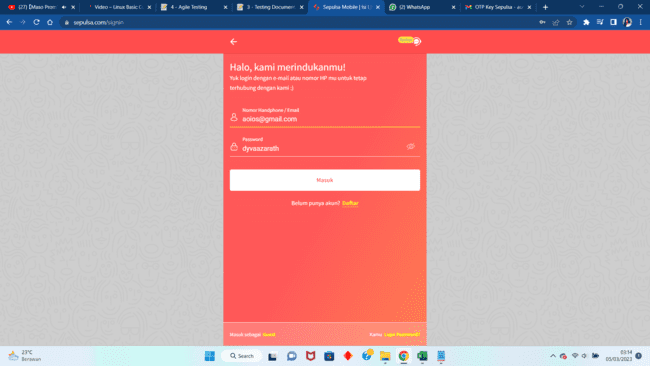 (27)
Video – Linux Basic C
4 - Agile Testing
3 - Testing Document
Sepulsa Mobile |
(2) WhatsApp
OTP Key Sepulsa - a
sepulsa.com/signin
Halo, kami merindukanmu!
Yuk login dengan e-mail atau nomor HP mu untuk tetap
terhubung dengan kami :)
Nomor Handphone / Email
aoios@gmail.com
Password
dyvaazarath
Masuk
Belum punya akun? Daftar
Masuk sebagai Guest
Kamu Lupa Password?
23°C
Berawan
Search
03:14
05/03/2023